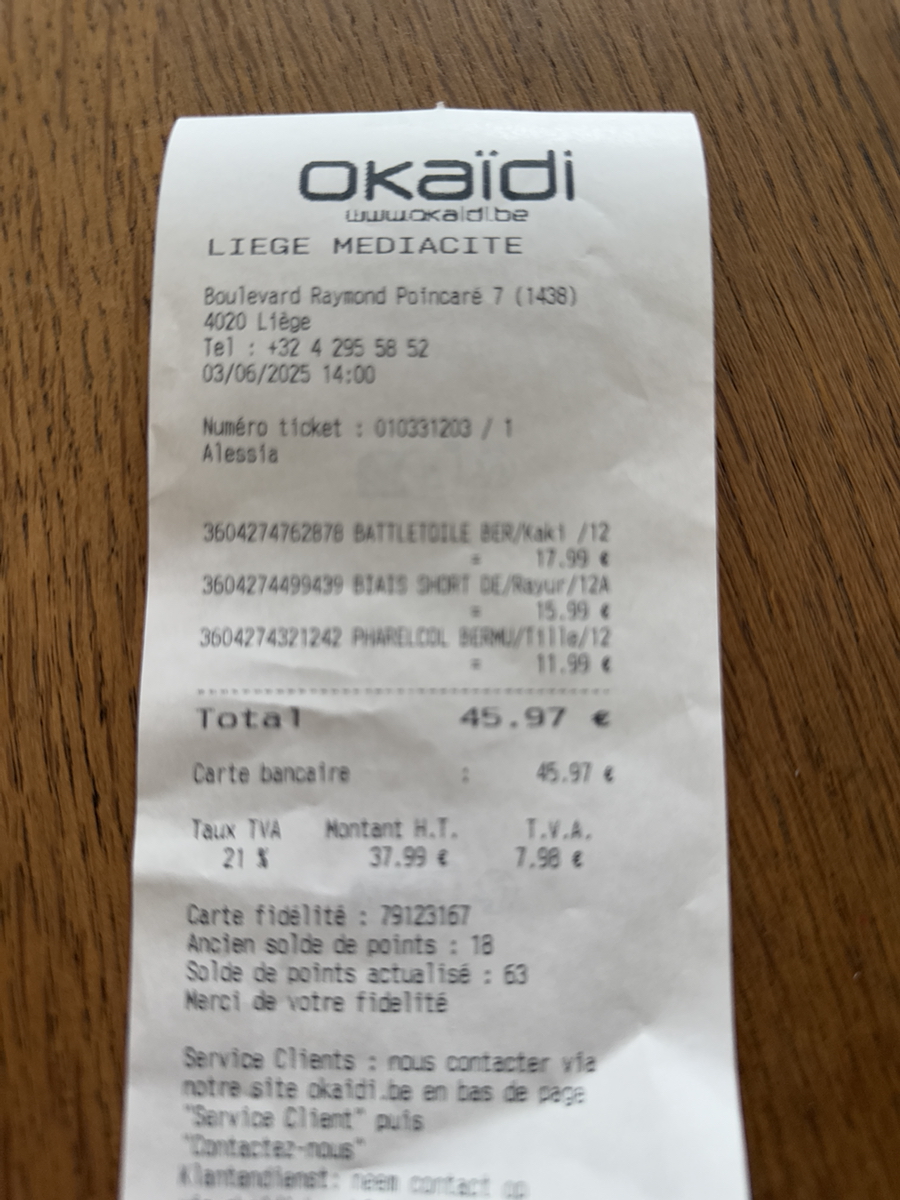 okaïdi
www.okaidi.be
LIEGE MEDIACITE
Boulevard Raymond Poincaré 7 (1438)
4020 Liège
Tel : +32 4 295 58 52
03/06/2025 14:00
Numéro ticket : 010331203 / 1
Alessia
3604274762878 BATTLETOILE BER/Kaki /12
= 17.99 €
3604274499439 BIAIS SHORT DE/Rayur/12A
= 15.99 €
3604274321242 PHARELCOL BERMU/Tille/12
= 11.99 €
Total 45.97 €
Carte bancaire : 45.97 €
Taux TVA Montant H.T. T.V.A.
21 % 37.99 € 7.98 €
Carte fidélité : 79123167
Ancien solde de points : 18
Solde de points actualisé : 63
Merci de votre fidelité
Service Clients : nous contacter via
notre site okaidi.be en bas de page
"Service Client" puis
"Contactez-nous"
Klantendienst: neem contact op